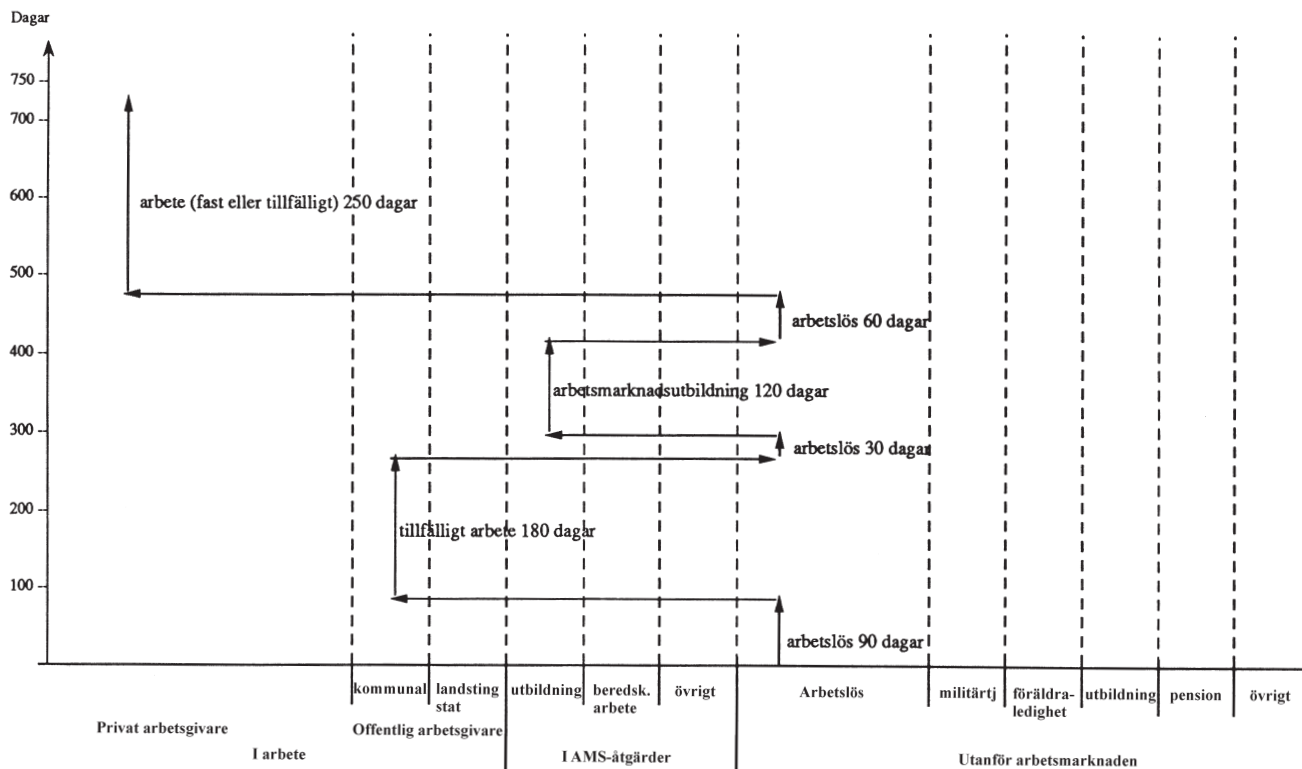 Dagar
750
700
600
arbete (fast eller tillfälligt) 250 dagar
500
arbetslös 60 dagar
400
arbetsmarknadsutbildning 120 dagar
300
arbetslös 30 dagar
200
tillfälligt arbete 180 dagar
100
arbetslös 90 dagar
kommunal
landsting
stat
utbildning
beredsk.
arbete
övrigt
Arbetslös
militärtj
föräldra-
ledighet
utbildning
pension
övrigt
Privat arbetsgivare
Offentlig arbetsgivare
I arbete
I AMS-åtgärder
Utanför arbetsmarknaden